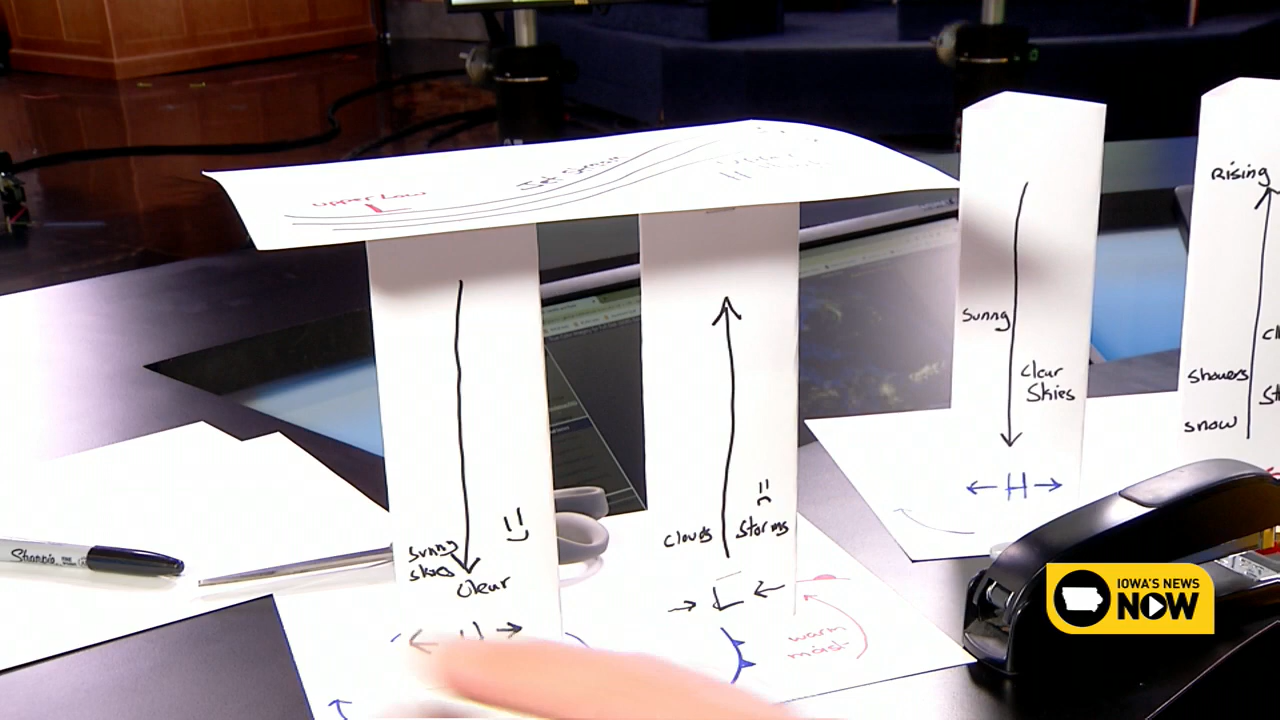 upper low
Jet stream
H
Sunny
skies
clear
H
clouds
storms
L
warm
moist
Sunny
clear
skies
H
Rising
showers
snow
Sharpie
IOWA'S NEWS
NOW